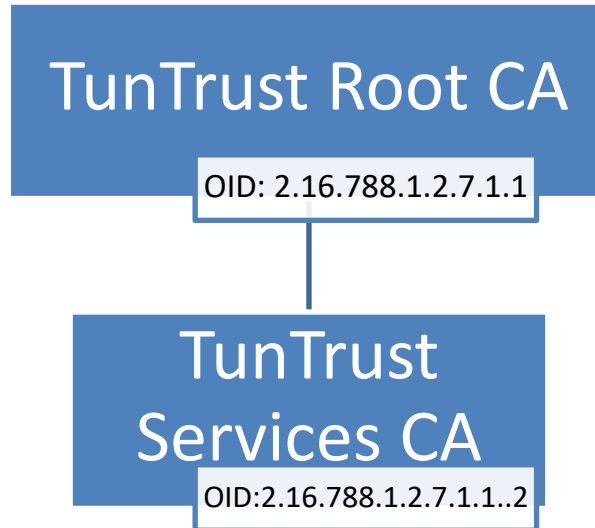 TunTrust Root CA
OID: 2.16.788.1.2.7.1.1
TunTrust
Services CA
OID:2.16.788.1.2.7.1.1..2